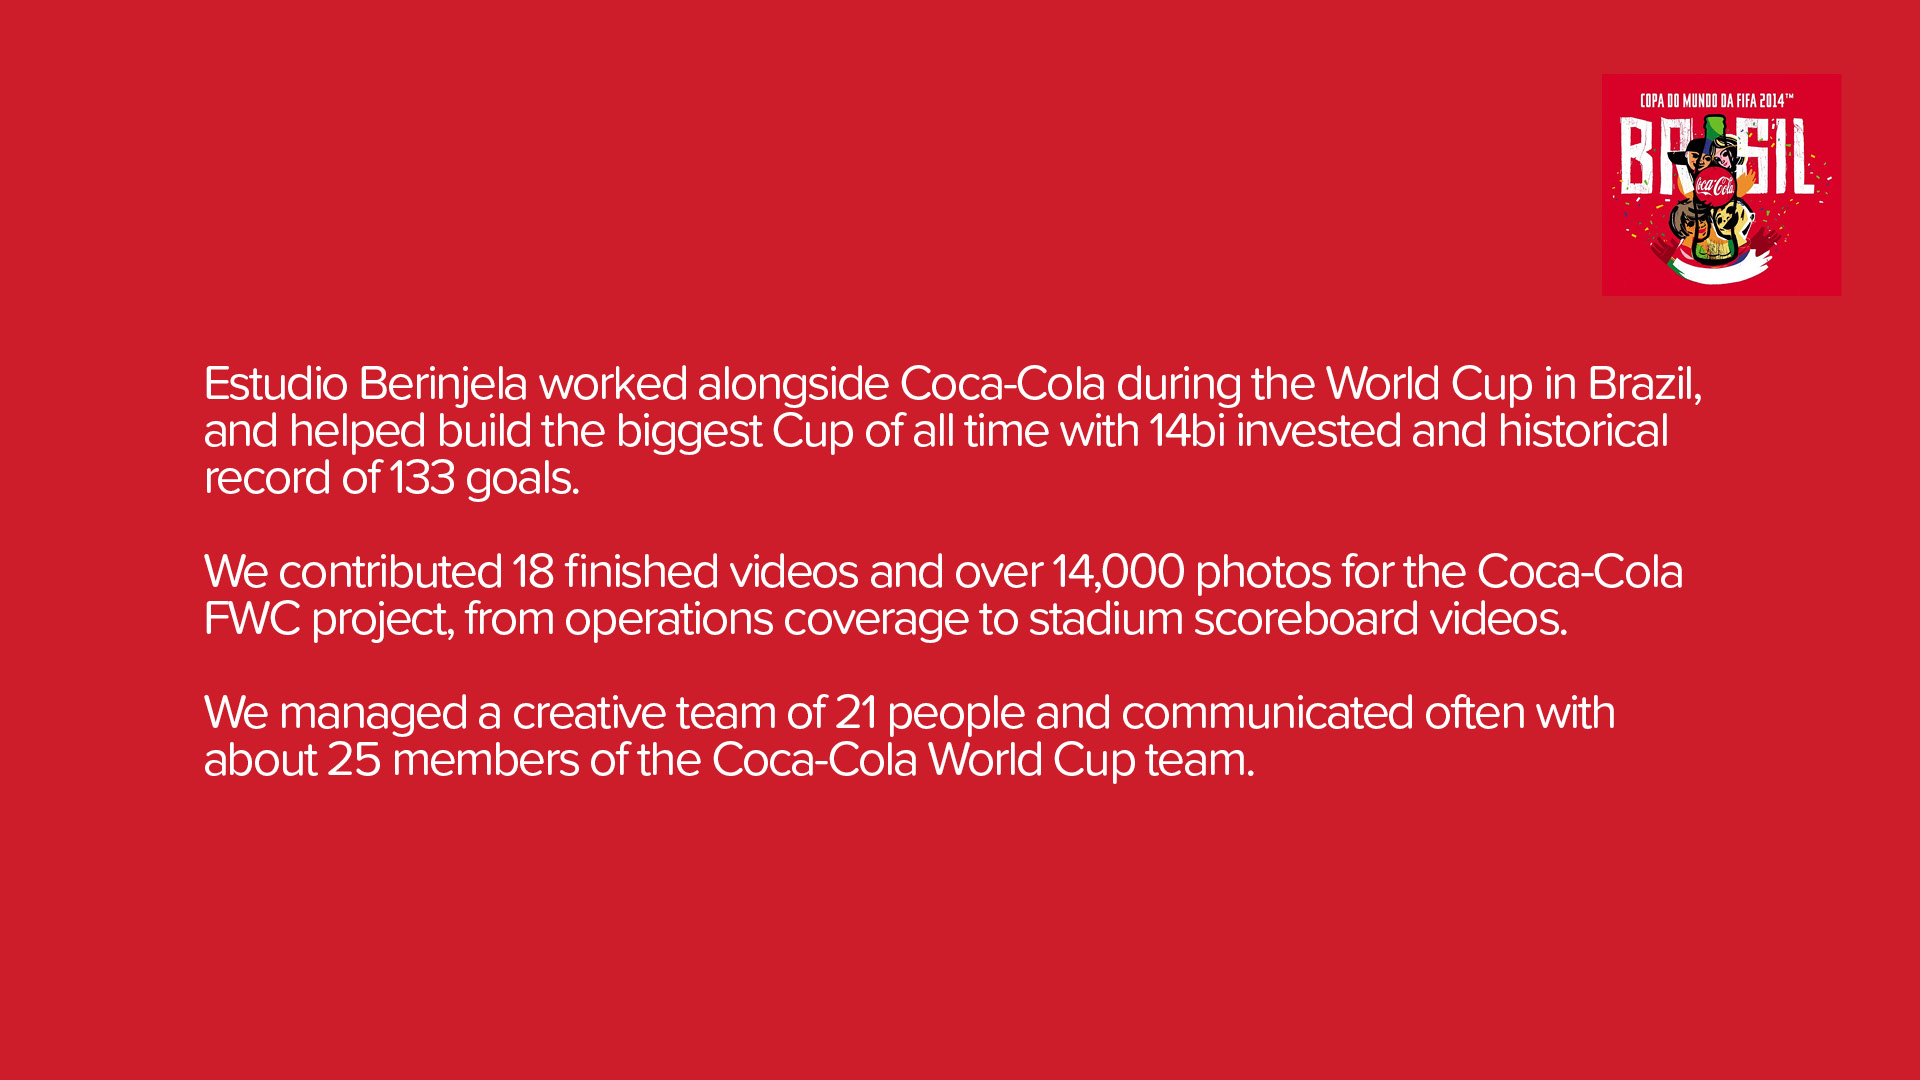 COPA DO MUNDO DA FIFA 2014™
BRASIL
Coca-Cola
Estudio Berinjela worked alongside Coca-Cola during the World Cup in Brazil,
and helped build the biggest Cup of all time with 14bi invested and historical
record of 133 goals.
We contributed 18 finished videos and over 14,000 photos for the Coca-Cola
FWC project, from operations coverage to stadium scoreboard videos.
We managed a creative team of 21 people and communicated often with
about 25 members of the Coca-Cola World Cup team.